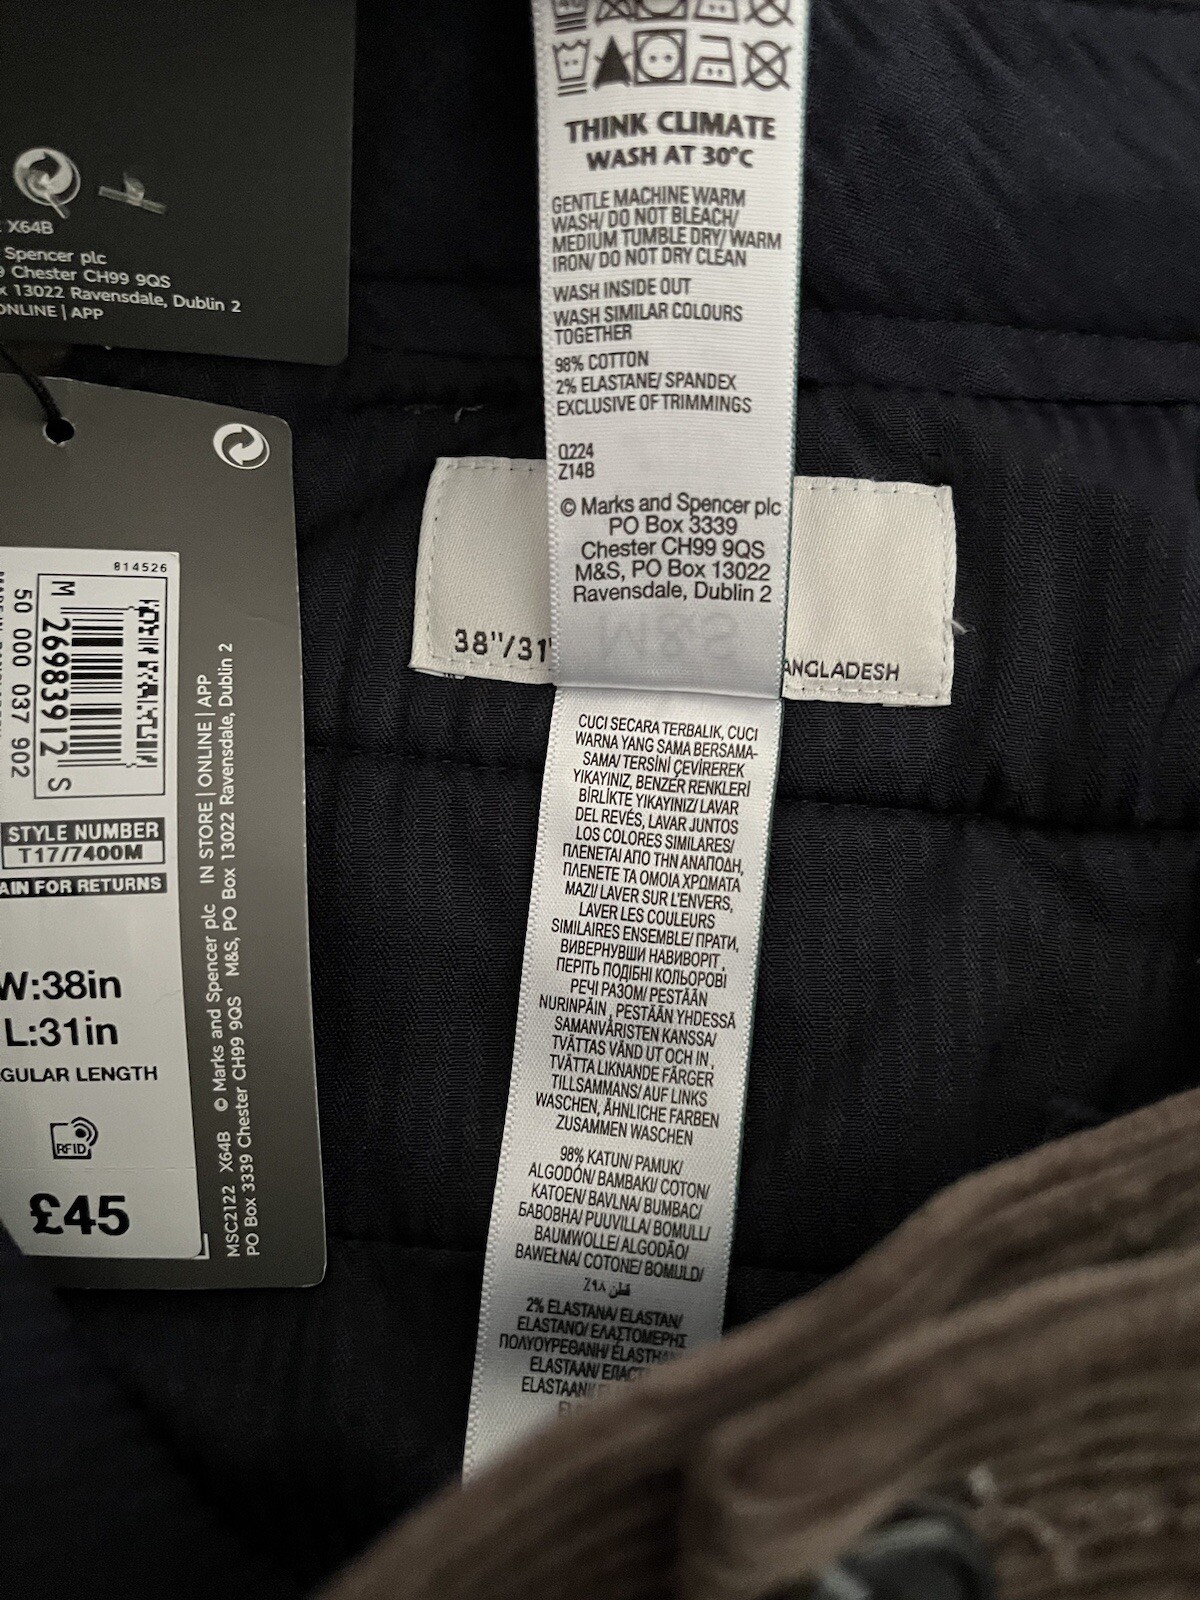 X64B
Spencer plc
Chester CH99 9QS
13022 Ravensdale, Dublin 2
ONLINE | APP
THINK CLIMATE
WASH AT 30°C
GENTLE MACHINE WARM
WASH/ DO NOT BLEACH/
MEDIUM TUMBLE DRY/ WARM
IRON/ DO NOT DRY CLEAN
WASH INSIDE OUT
WASH SIMILAR COLOURS
TOGETHER
98% COTTON
2% ELASTANE/ SPANDEX
EXCLUSIVE OF TRIMMINGS
Q224
Z14B
© Marks and Spencer plc
PO Box 3339
Chester CH99 9QS
M&S, PO Box 13022
Ravensdale, Dublin 2
38"/31"
ANGLADESH
CUCI SECARA TERBALIK, CUCI
WARNA YANG SAMA BERSAMA-
SAMA/ TERSİNİ ÇEVİREREK
YIKAYINIZ, BENZER RENKLERİ
BİRLİKTE YIKAYINIZ/ LAVAR
DEL REVÉS, LAVAR JUNTOS
LOS COLORES SIMILARES/
ΠΛΕΝΕΤΑΙ ΑΠΟ ΤΗΝ ΑΝΑΠΟΔΗ,
ΠΛΕΝΕΤΕ ΤΑ ΟΜΟΙΑ ΧΡΩΜΑΤΑ
ΜΑΖΙ/ LAVER SUR L'ENVERS,
LAVER LES COULEURS
SIMILAIRES ENSEMBLE/ ПРАТИ,
ВИВЕРНУВШИ НАВИВОРІТ,
ПЕРІТЬ ПОДІБНІ КОЛЬОРОВІ
РЕЧІ РАЗОМ/ PESTÄÄN
NURINPÄIN, PESTÄÄN YHDESSÄ
SAMANVÄRISTEN KANSSA/
TVÄTTAS VÄND UT OCH IN,
TVÄTTA LIKNANDE FÄRGER
TILLSAMMANS/ AUF LINKS
WASCHEN, ÄHNLICHE FARBEN
ZUSAMMEN WASCHEN
98% KATUN/ PAMUK/
ALGODÓN/ ΒΑΜΒΑΚΙ/ COTON/
KATOEN/ BAVLNA/ BUMBAC/
БАВОВНА/ PUUVILLA/ BOMULL/
BAUMWOLLE/ ALGODÃO/
BAWEŁNA/ COTONE/ BOMULD/
قطن ٩٨٪
2% ELASTANA/ ELASTAN/
ELASTANO/ ΕΛΑΣΤΟΜΕΡΗΣ
ΠΟΛΥΟΥΡΕΘΑΝΗ/ ÉLASTHA
ELASTAAN/ ЕЛАСТ
ELASTAANI/
814526
M 26983912 S
50 000 037 902
STYLE NUMBER
T17/7400M
AIN FOR RETURNS
W:38in
L:31in
GULAR LENGTH
RFID
£45
MSC2122 X64B © Marks and Spencer plc IN STORE | ONLINE | APP
PO Box 3339 Chester CH99 9QS M&S, PO Box 13022 Ravensdale, Dublin 2